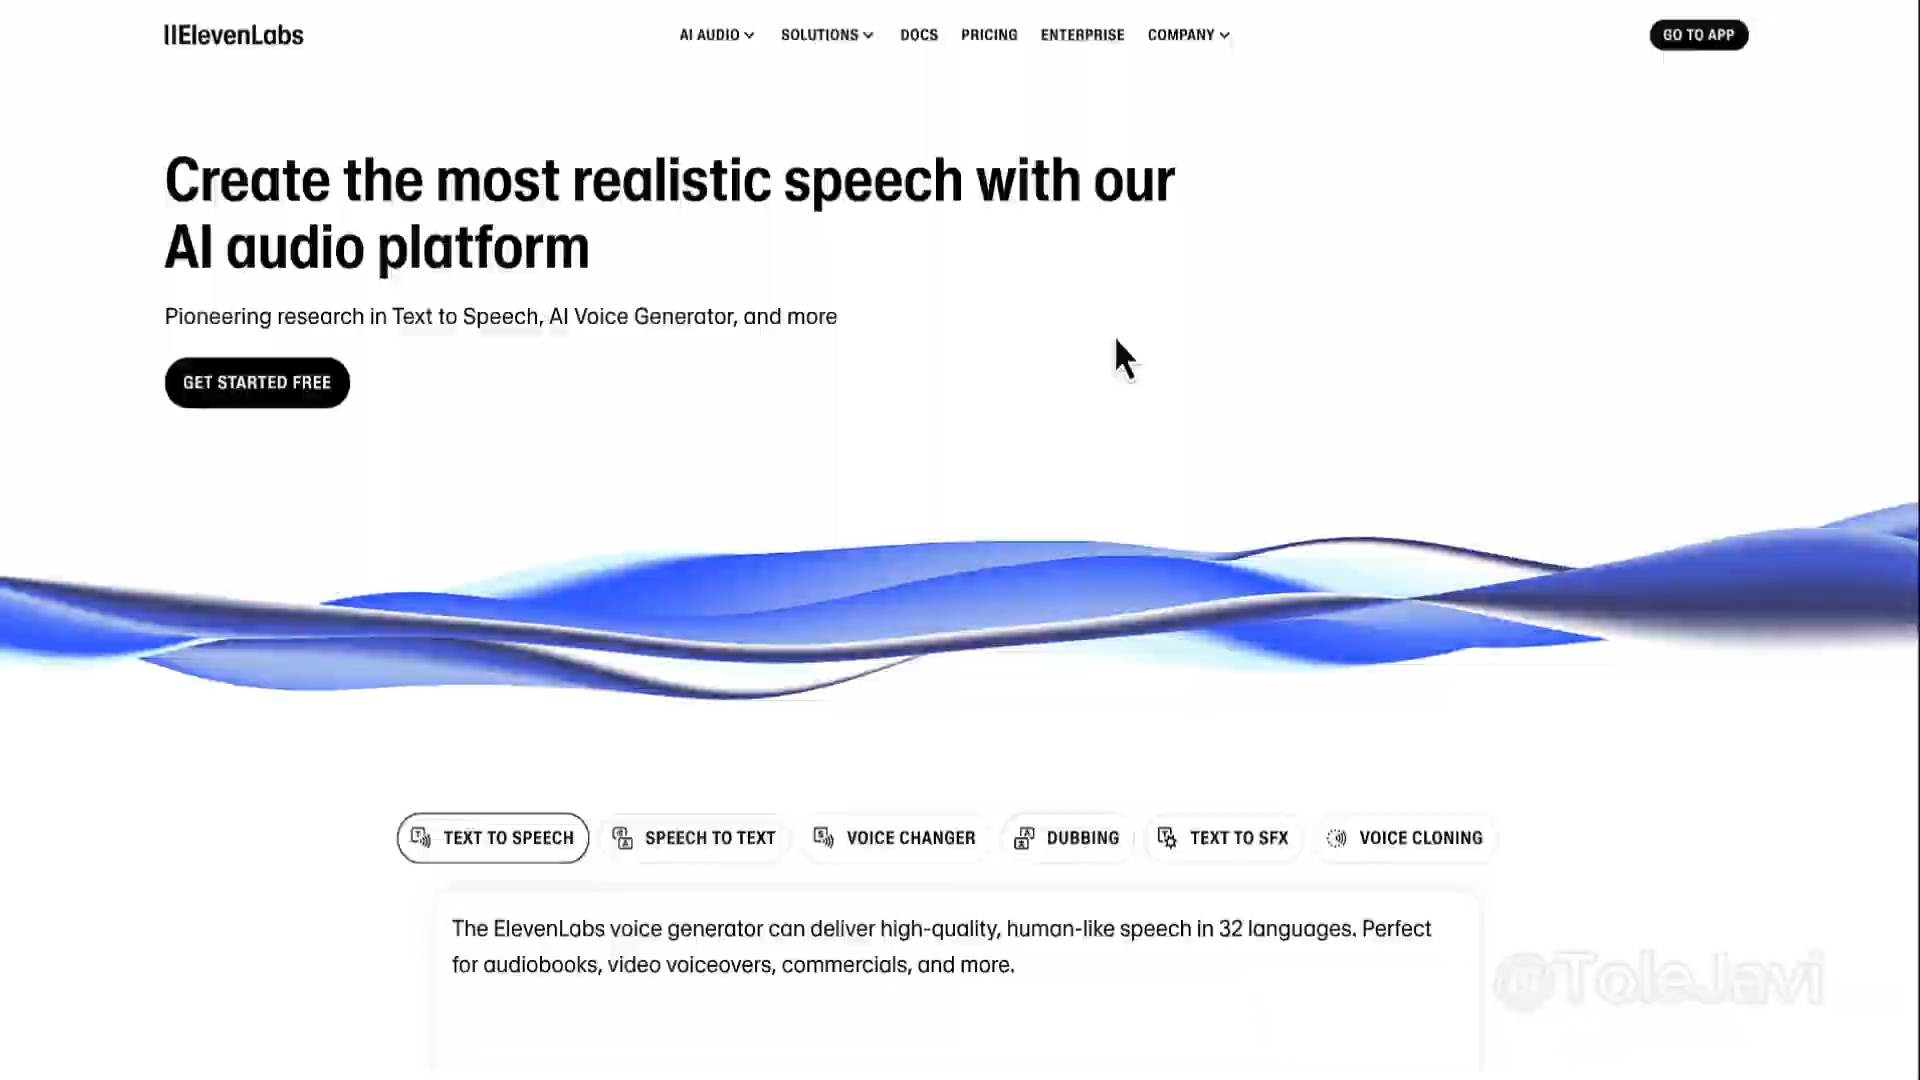 IIElevenLabs
AI AUDIO
SOLUTIONS
DOCS
PRICING
ENTERPRISE
COMPANY
GO TO APP
Create the most realistic speech with our
AI audio platform
Pioneering research in Text to Speech, AI Voice Generator, and more
GET STARTED FREE
TEXT TO SPEECH
SPEECH TO TEXT
VOICE CHANGER
DUBBING
TEXT TO SFX
VOICE CLONING
The ElevenLabs voice generator can deliver high-quality, human-like speech in 32 languages. Perfect
for audiobooks, video voiceovers, commercials, and more.
@ToleJavi